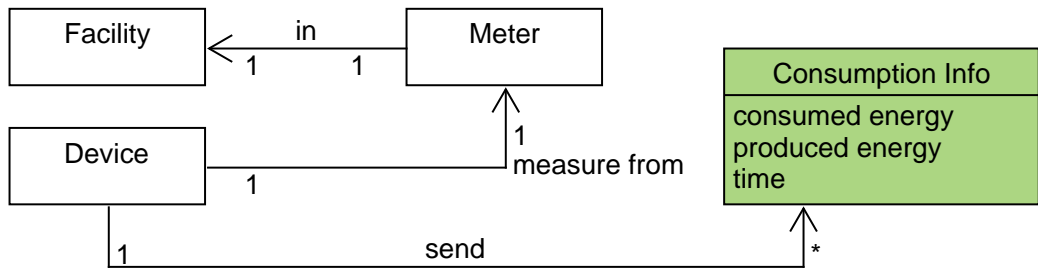 Facility
in
1
1
Meter
Device
1
1
measure from
Consumption Info
consumed energy
produced energy
time
1
send
*